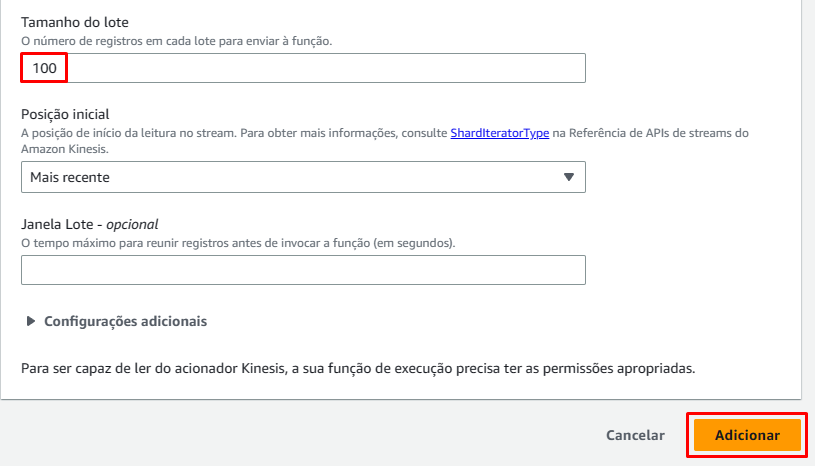 Tamanho do lote
O número de registros em cada lote para enviar à função.
100
Posição inicial
A posição de início da leitura no stream. Para obter mais informações, consulte ShardIteratorType na Referência de APIs de streams do
Amazon Kinesis.
Mais recente
Janela Lote - opcional
O tempo máximo para reunir registros antes de invocar a função (em segundos).
Configurações adicionais
Para ser capaz de ler do acionador Kinesis, a sua função de execução precisa ter as permissões apropriadas.
Cancelar Adicionar